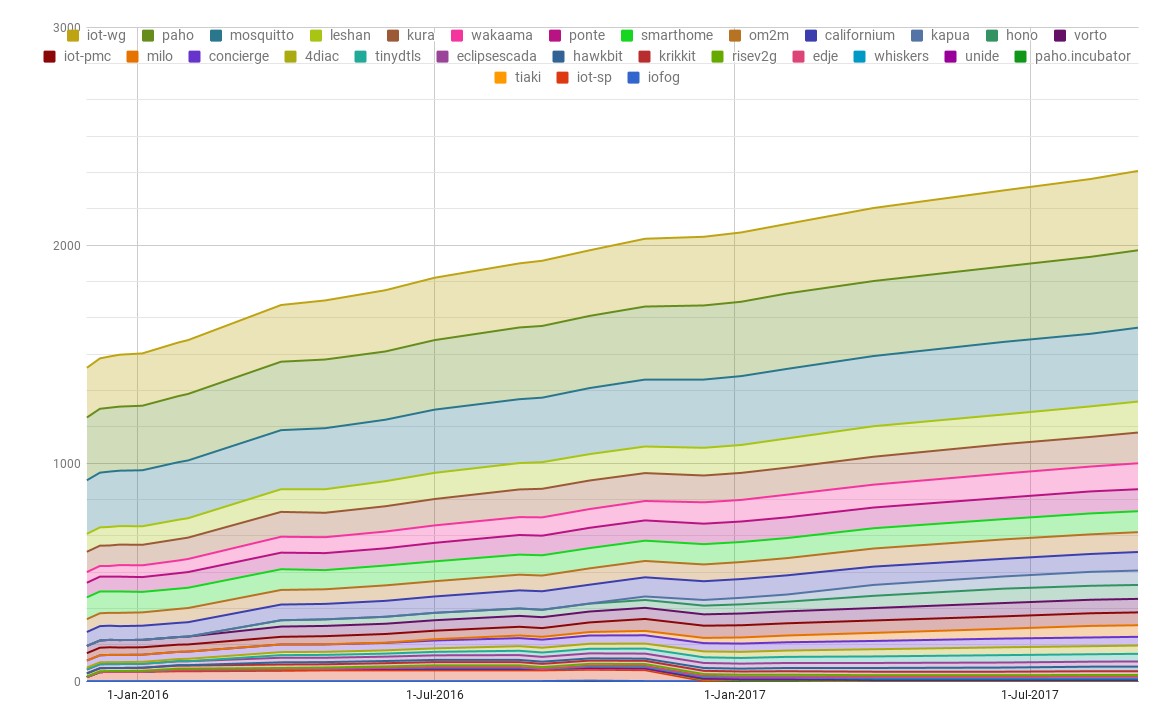 3000
iot-wg paho mosquitto leshan kura wakaama ponte smarthome om2m californium kapua hono vorto
iot-pmc milo concierge 4diac tinydtls eclipsescada hawkbit krikkit risev2g edje whiskers unide paho.incubator
tiaki iot-sp iofog
2000
1000
0
1-Jan-2016 1-Jul-2016 1-Jan-2017 1-Jul-2017